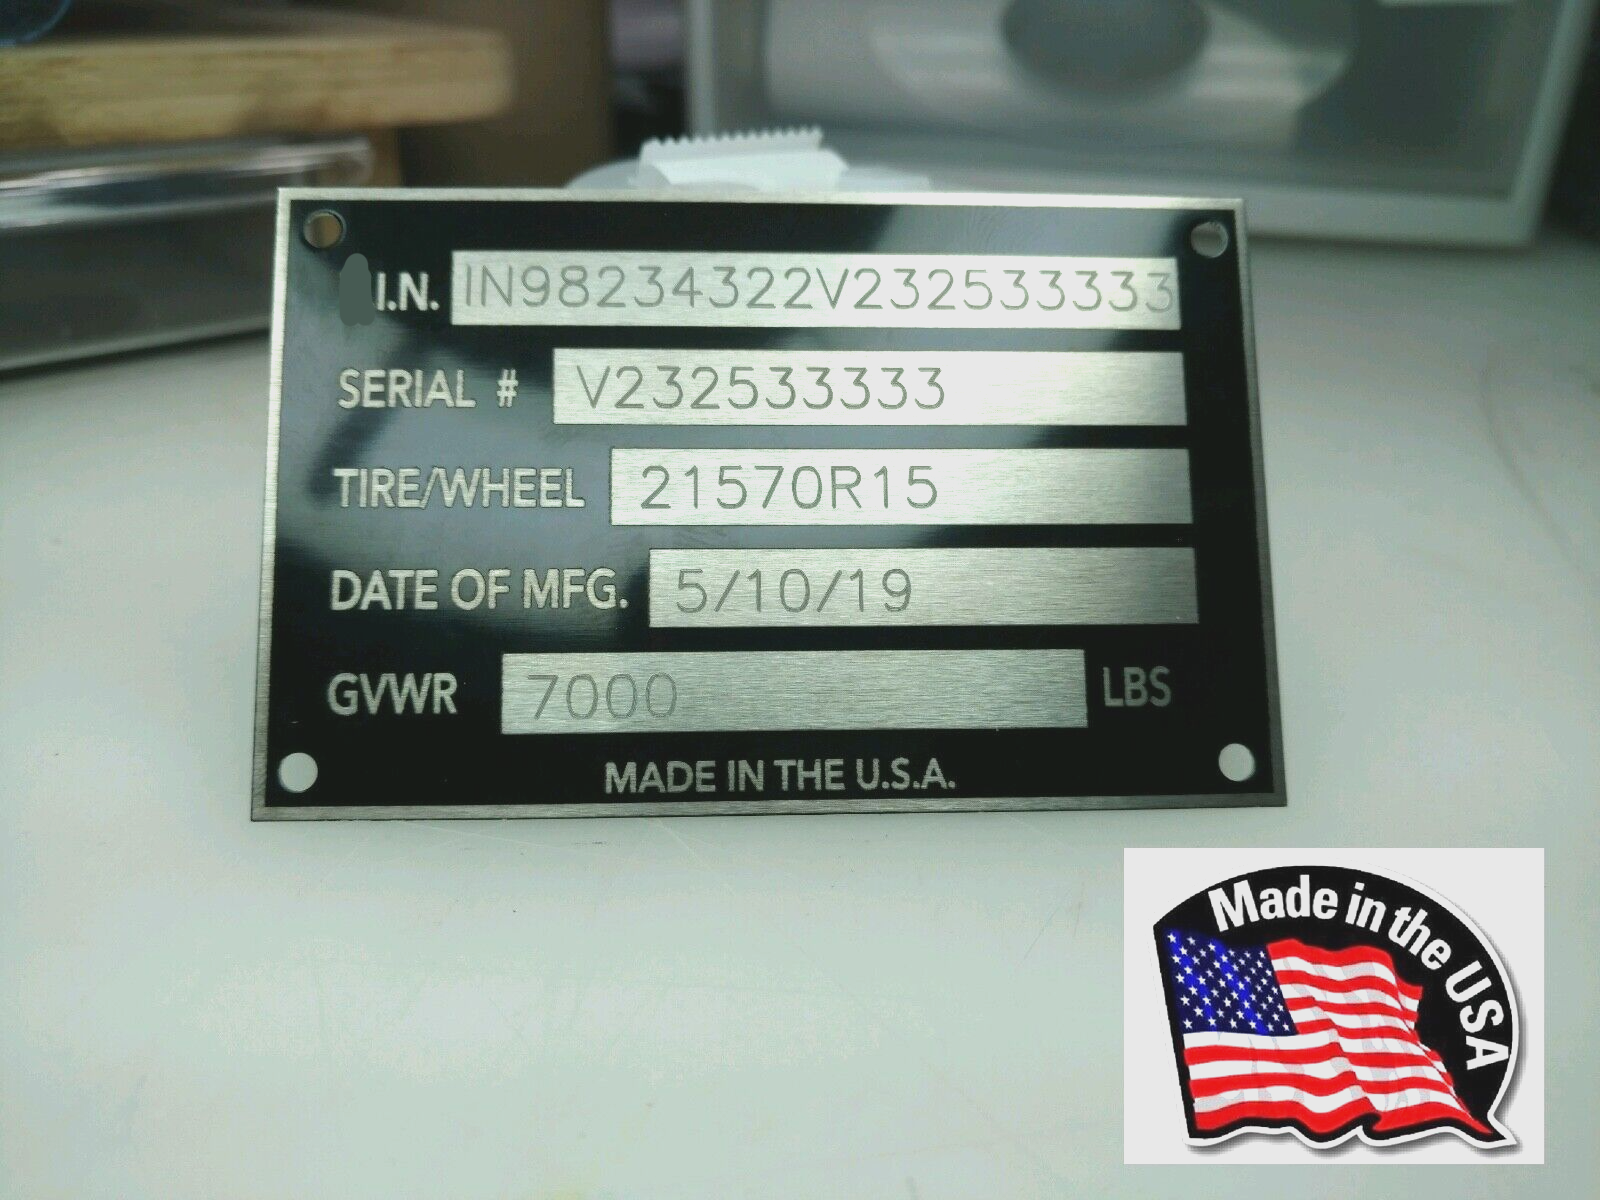 I.N. IN98234322V232533333
SERIAL # V232533333
TIRE/WHEEL 21570R15
DATE OF MFG. 5/10/19
GVWR 7000 LBS
MADE IN THE U.S.A.
Made in the USA